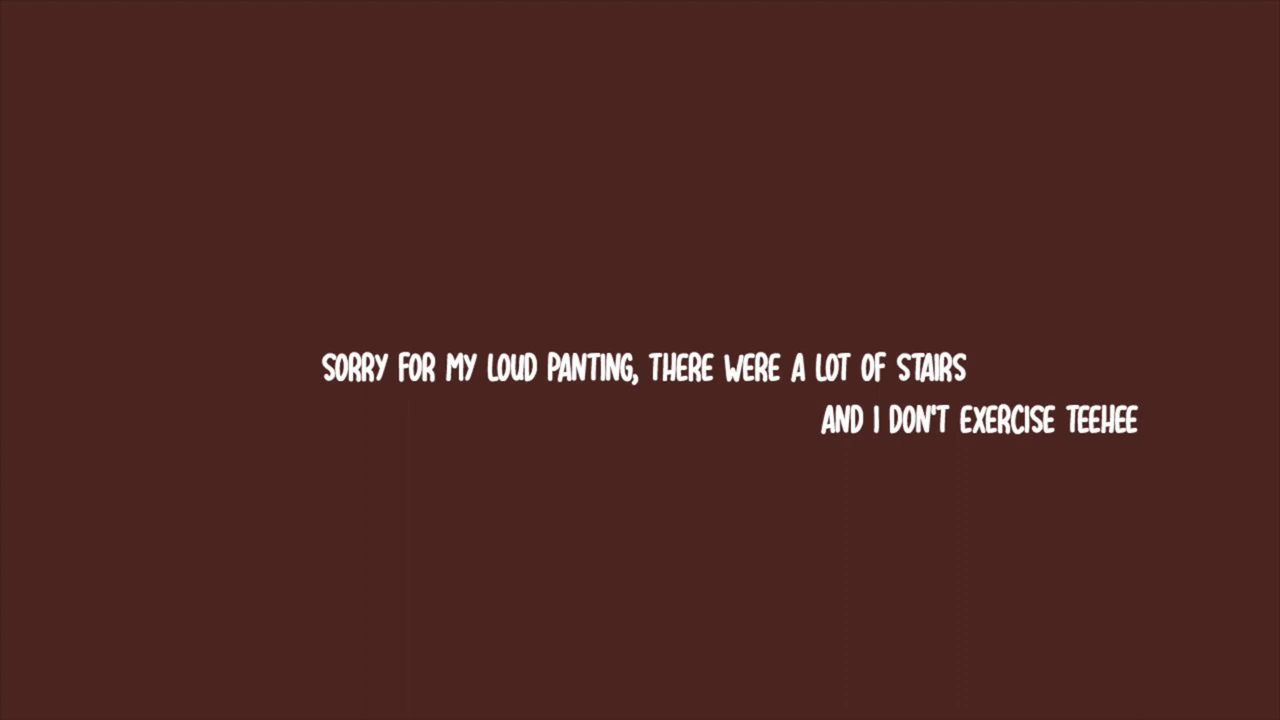 SORRY FOR MY LOUD PANTING, THERE WERE A LOT OF STAIRS
AND I DON'T EXERCISE TEEHEE